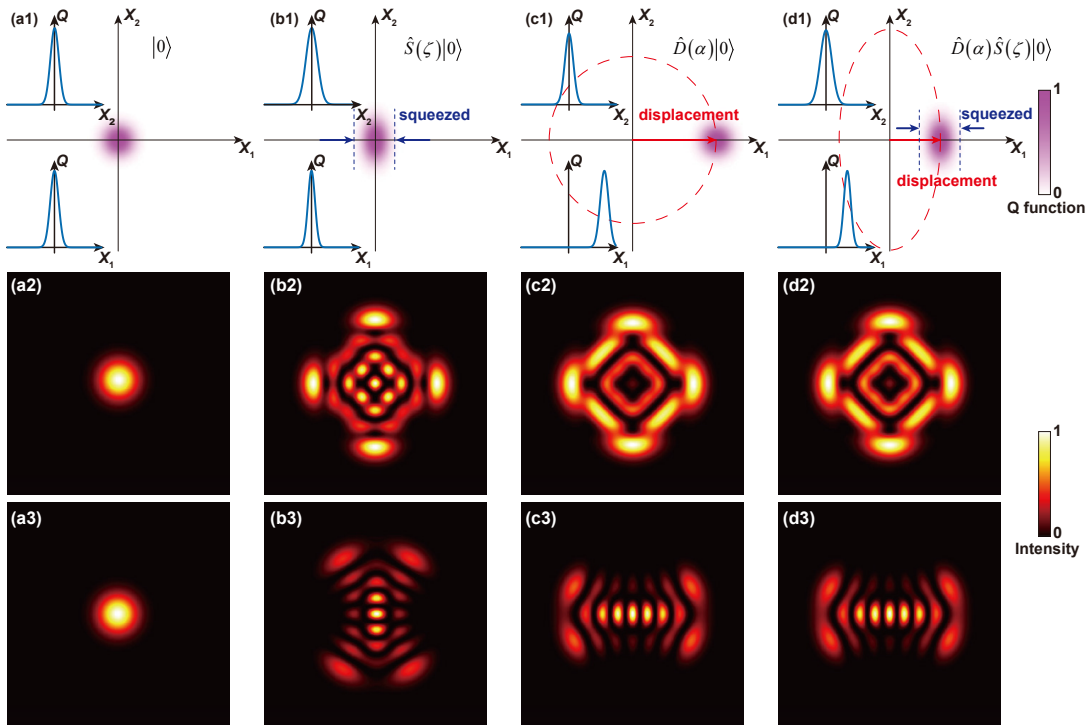 (a1)
Q
X2
|0⟩
X2
X1
Q
X1
(b1)
Q
X2
Ŝ(ζ)|0⟩
X2
squeezed
X1
Q
X1
(c1)
Q
X2
D̂(α)|0⟩
X2
displacement
X1
Q
X1
(d1)
Q
X2
D̂(α)Ŝ(ζ)|0⟩
X2
squeezed
displacement
X1
Q
X1
1
0
Q function
(a2)
(b2)
(c2)
(d2)
1
0
Intensity
(a3)
(b3)
(c3)
(d3)